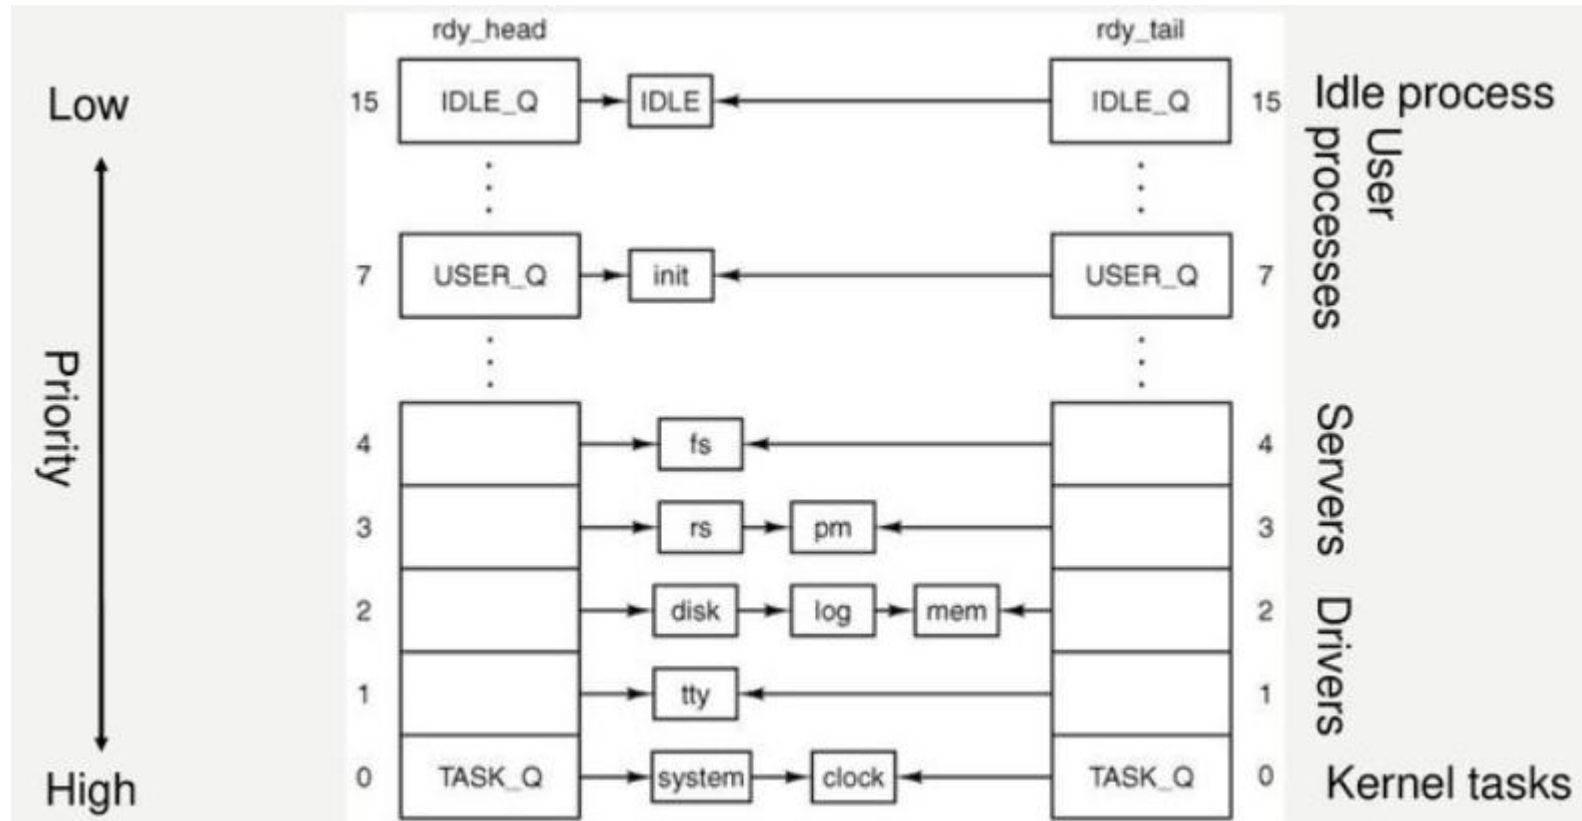 rdy_head
rdy_tail
Low
15
IDLE_Q
IDLE
IDLE_Q
15
Idle process
User
processes
7
USER_Q
init
USER_Q
7
Priority
4
fs
4
Servers
3
rs
pm
3
2
disk
log
mem
2
Drivers
1
tty
1
High
0
TASK_Q
system
clock
TASK_Q
0
Kernel tasks